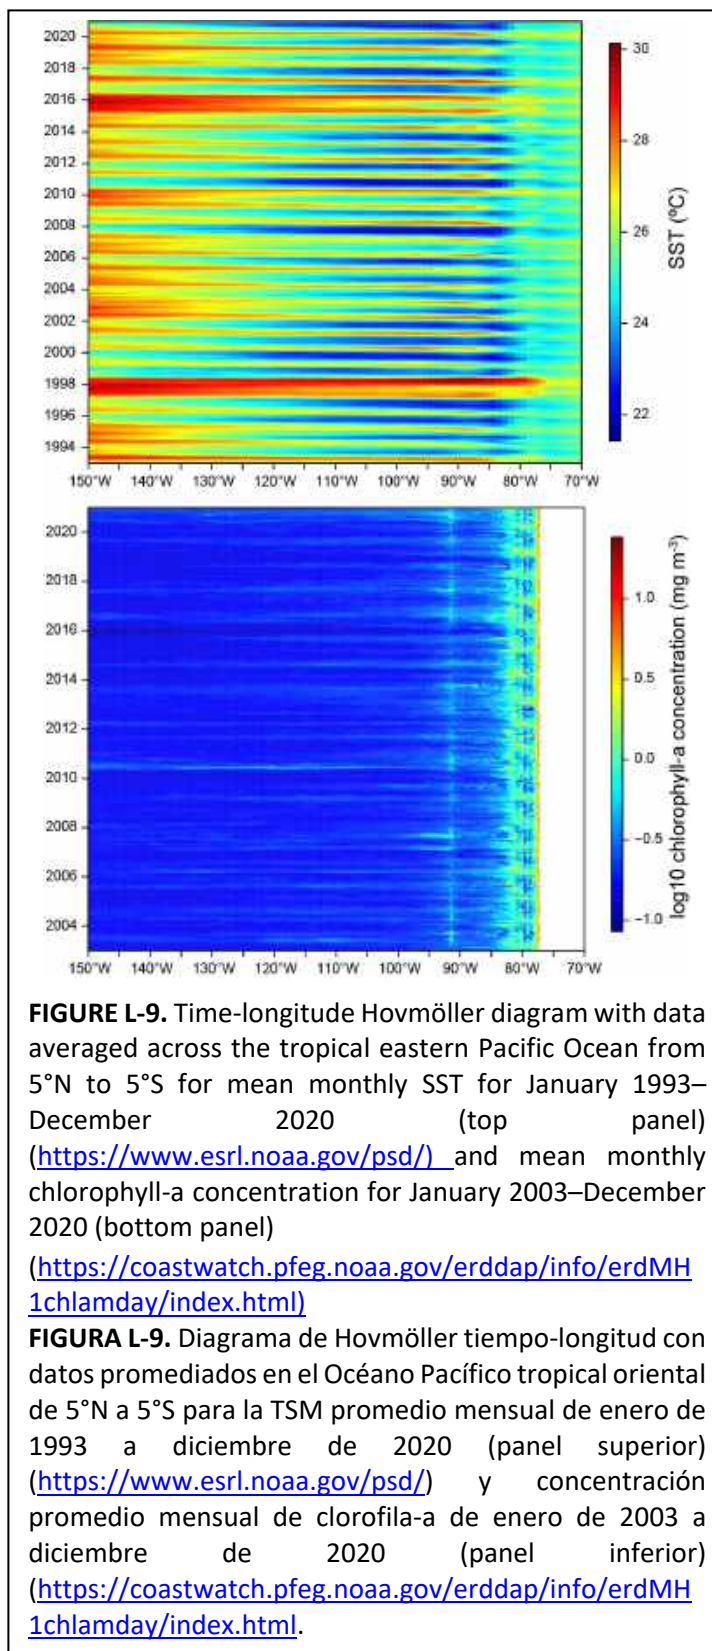 2020
2018
2016
2014
2012
2010
2008
2006
2004
2002
2000
1998
1996
1994
150°W 140°W 130°W 120°W 110°W 100°W 90°W 80°W 70°W
30
28
26
24
22
SST (ºC)
2020
2018
2016
2014
2012
2010
2008
2006
2004
150°W 140°W 130°W 120°W 110°W 100°W 90°W 80°W 70°W
1.0
0.5
0.0
−0.5
−1.0
log10 chlorophyll-a concentration (mg m⁻³)
FIGURE L-9. Time-longitude Hovmöller diagram with data
averaged across the tropical eastern Pacific Ocean from
5°N to 5°S for mean monthly SST for January 1993–
December 2020 (top panel)
(https://www.esrl.noaa.gov/psd/) and mean monthly
chlorophyll-a concentration for January 2003–December
2020 (bottom panel)
(https://coastwatch.pfeg.noaa.gov/erddap/info/erdMH
1chlamday/index.html)
FIGURA L-9. Diagrama de Hovmöller tiempo-longitud con
datos promediados en el Océano Pacífico tropical oriental
de 5°N a 5°S para la TSM promedio mensual de enero de
1993 a diciembre de 2020 (panel superior)
(https://www.esrl.noaa.gov/psd/) y concentración
promedio mensual de clorofila-a de enero de 2003 a
diciembre de 2020 (panel inferior)
(https://coastwatch.pfeg.noaa.gov/erddap/info/erdMH
1chlamday/index.html.